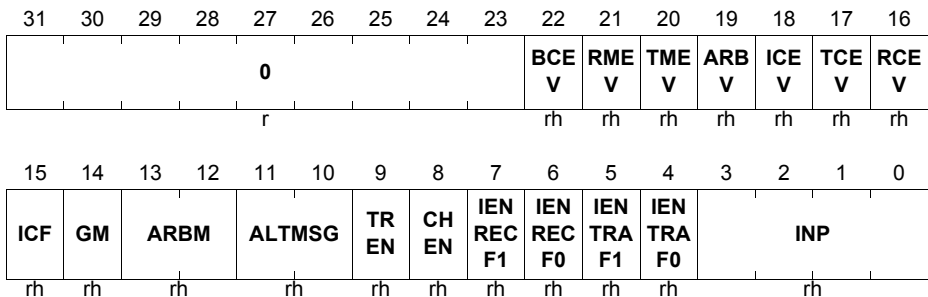 31 30 29 28 27 26 25 24 23 22 21 20 19 18 17 16
0 BCE RME TME ARB ICE TCE RCE
V V V V V V V
r rh rh rh rh rh rh rh
15 14 13 12 11 10 9 8 7 6 5 4 3 2 1 0
IEN IEN IEN IEN
ICF GM ARBM ALTMSG TR CH REC REC TRA TRA INP
EN EN F1 F0 F1 F0
rh rh rh rh rh rh rh rh rh rh rh